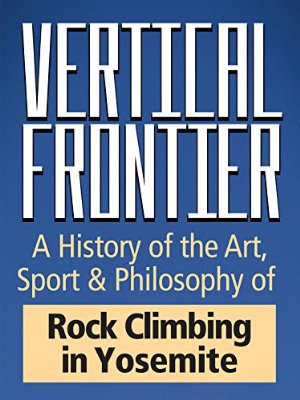 VERTICAL
FRONTIER
A History of the Art,
Sport & Philosophy of
Rock Climbing
in Yosemite